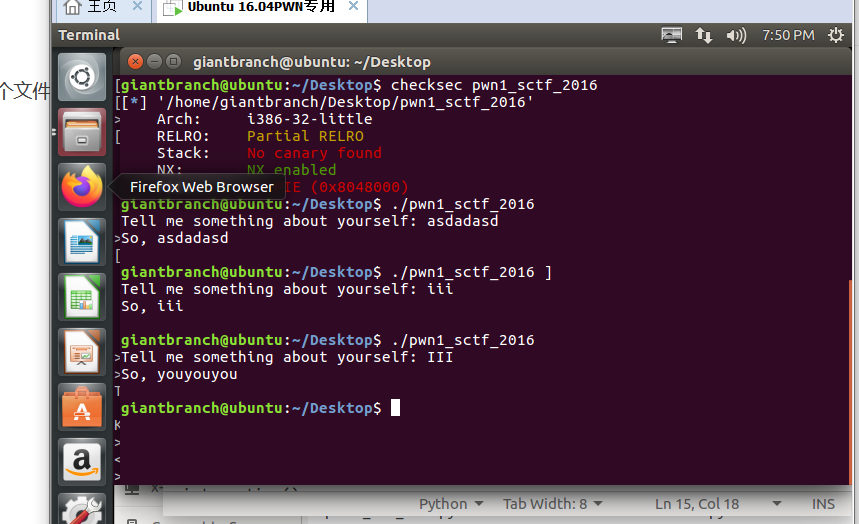 主页
Ubuntu 16.04PWN专用
Terminal
7:50 PM
个文件
giantbranch@ubuntu: ~/Desktop
[giantbranch@ubuntu:~/Desktop$ checksec pwn1_sctf_2016
[[*] '/home/giantbranch/Desktop/pwn1_sctf_2016'
> Arch: i386-32-little
[ RELRO: Partial RELRO
Stack: No canary found
NX: NX enabled
Firefox Web Browser
IE (0x8048000)
giantbranch@ubuntu:~/Desktop$ ./pwn1_sctf_2016
Tell me something about yourself: asdadasd
>So, asdadasd
[
giantbranch@ubuntu:~/Desktop$ ./pwn1_sctf_2016 ]
Tell me something about yourself: iii
So, iii
giantbranch@ubuntu:~/Desktop$ ./pwn1_sctf_2016
>Tell me something about yourself: III
>So, youyouyou
T
giantbranch@ubuntu:~/Desktop$
K
>
<
>
Python
Tab Width: 8
Ln 15, Col 18
INS